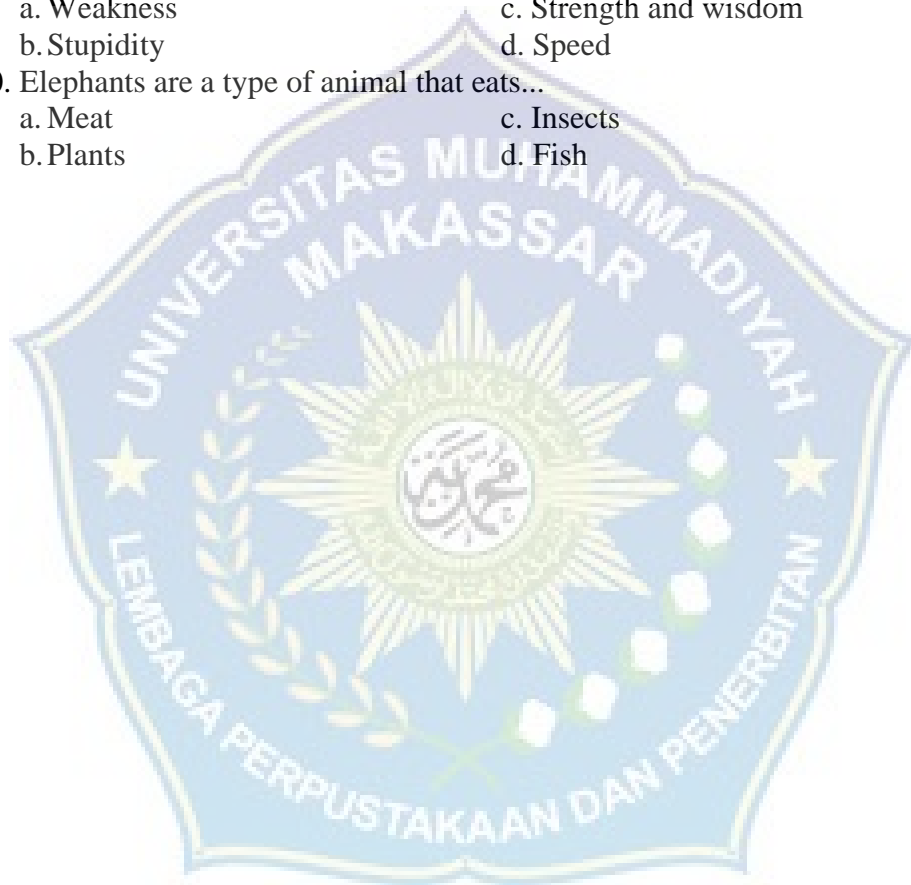 a. Weakness c. Strength and wisdom
b. Stupidity d. Speed
0. Elephants are a type of animal that eats...
a. Meat c. Insects
b. Plants d. Fish
UNIVERSITAS MUHAMMADIYAH
MAKASSAR
LEMBAGA PERPUSTAKAAN DAN PENERBITAN